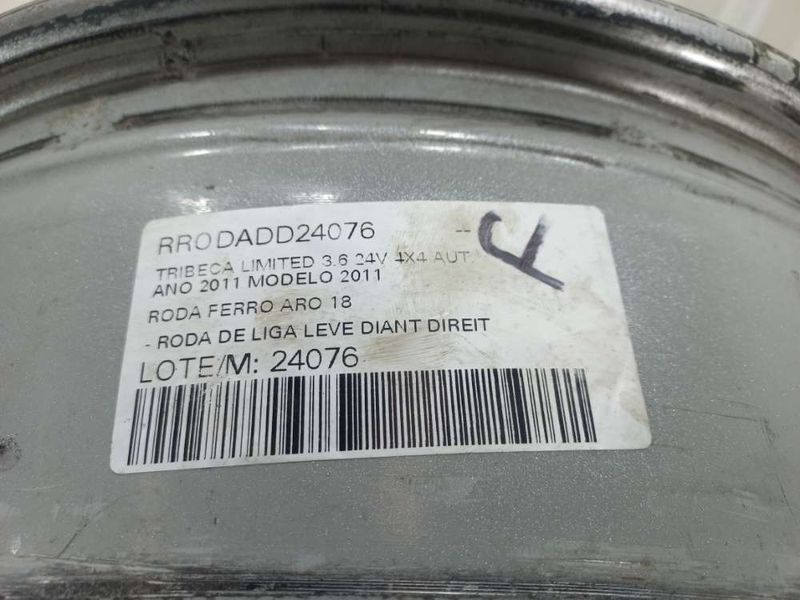 RRODADD24076 --
TRIBECA LIMITED 3.6 24V 4X4 AUT.
ANO 2011 MODELO 2011
RODA FERRO ARO 18
- RODA DE LIGA LEVE DIANT DIREIT
LOTE/M: 24076